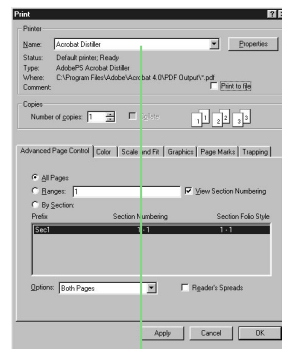 Print
Printer
Name: Acrobat Distiller Properties
Status: Default printer; Ready
Type: AdobePS Acrobat Distiller
Where: C:\Program Files\Adobe\Acrobat 4.0\PDF Output\*.pdf
Comment: Print to file
Copies
Number of copies: 1 Collate
1 1 2 2 3 3
Advanced Page Control Color Scale and Fit Graphics Page Marks Trapping
All Pages
Ranges: 1 View Section Numbering
By Section:
Prefix Section Numbering Section Folio Style
Sec1 1 - 1 1 - 1
Options: Both Pages Reader's Spreads
Apply Cancel OK